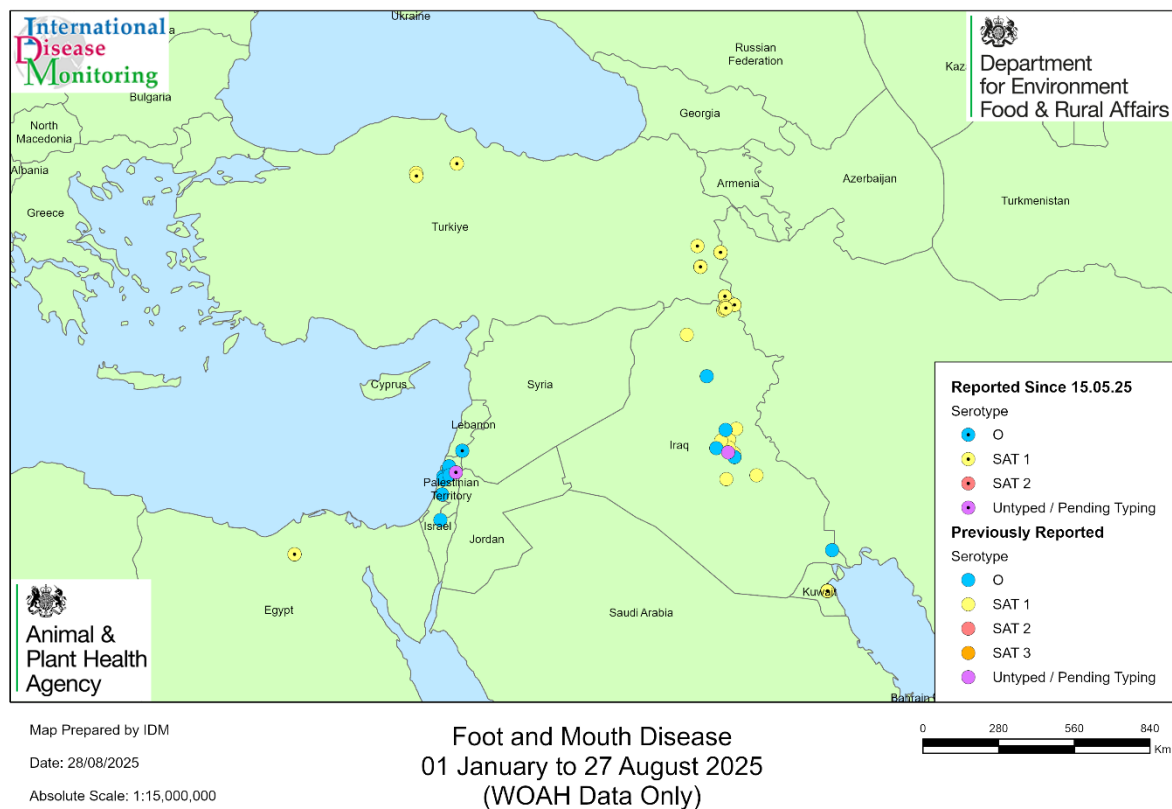 International
Disease
Monitoring
Department
for Environment
Food & Rural Affairs
Ukraine
Russian
Federation
Kaza
Bulgaria
Georgia
North
Macedonia
Albania
Armenia
Azerbaijan
Turkmenistan
Greece
Turkiye
Cyprus
Syria
Lebanon
Iraq
Palestinian
Territory
Israel
Jordan
Egypt
Saudi Arabia
Kuwait
Bahrain
Reported Since 15.05.25
Serotype
O
SAT 1
SAT 2
Untyped / Pending Typing
Previously Reported
Serotype
O
SAT 1
SAT 2
SAT 3
Untyped / Pending Typing
Animal &
Plant Health
Agency
Map Prepared by IDM
Date: 28/08/2025
Absolute Scale: 1:15,000,000
Foot and Mouth Disease
01 January to 27 August 2025
(WOAH Data Only)
0 280 560 840
Km